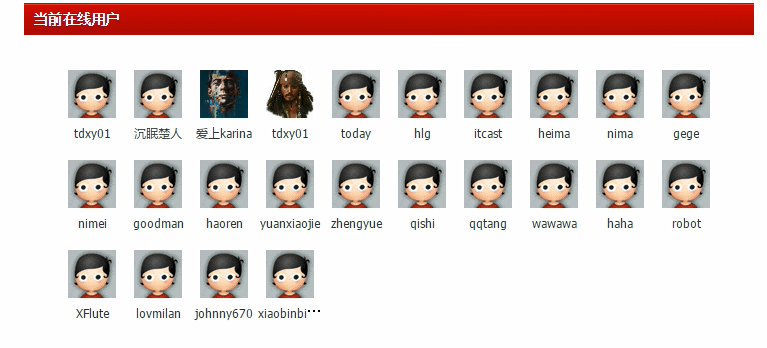 当前在线用户
tdxy01 沉眠楚人 爱上karina tdxy01 today hlg itcast heima nima gege
nimei goodman haoren yuanxiaojie zhengyue qishi qqtang wawawa haha robot
XFlute lovmilan johnny670 xiaobinbi···